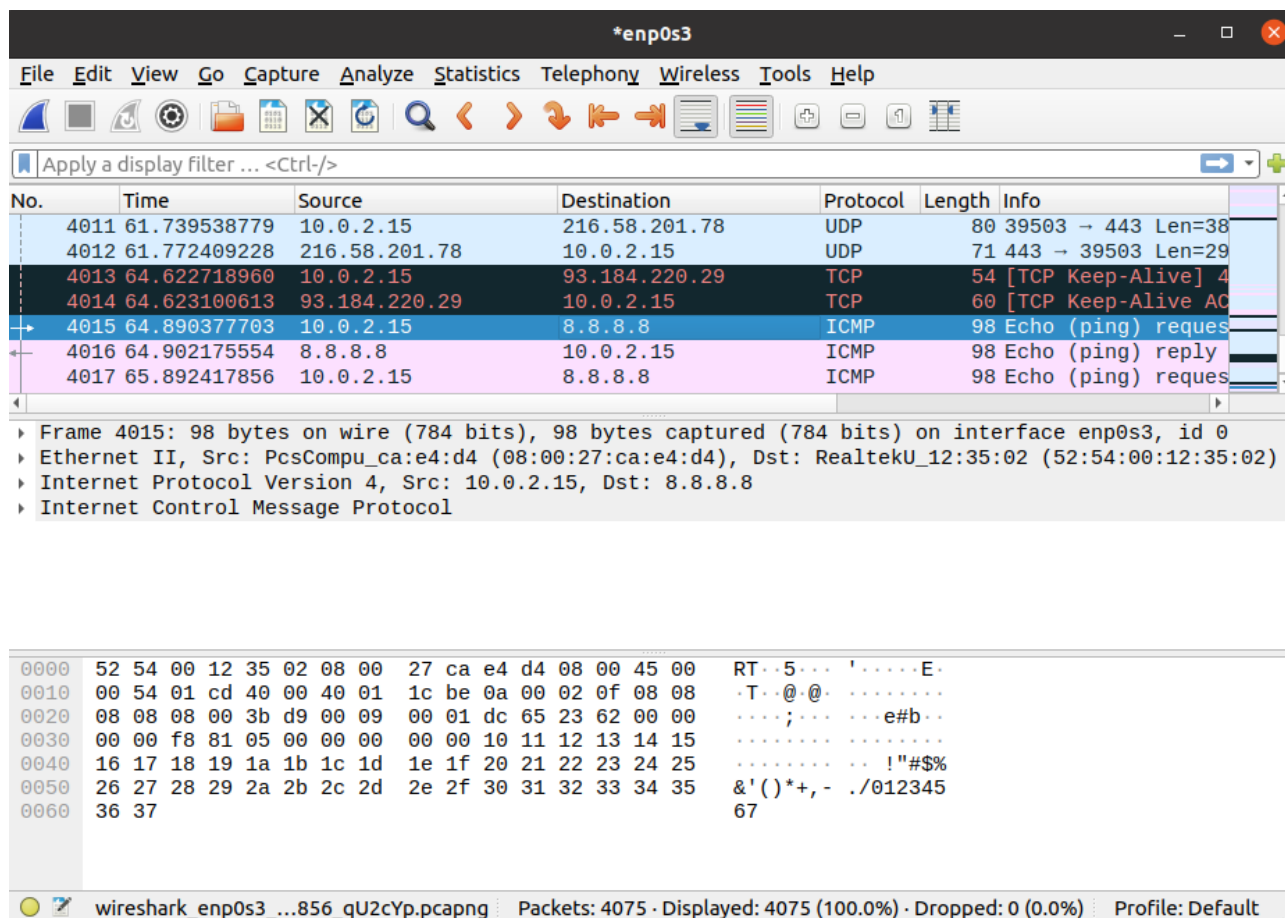 *enp0s3
File Edit View Go Capture Analyze Statistics Telephony Wireless Tools Help
Apply a display filter … <Ctrl-/>
No. Time Source Destination Protocol Length Info
4011 61.739538779 10.0.2.15 216.58.201.78 UDP 80 39503 → 443 Len=38
4012 61.772409228 216.58.201.78 10.0.2.15 UDP 71 443 → 39503 Len=29
4013 64.622718960 10.0.2.15 93.184.220.29 TCP 54 [TCP Keep-Alive] 4
4014 64.623100613 93.184.220.29 10.0.2.15 TCP 60 [TCP Keep-Alive AC
4015 64.890377703 10.0.2.15 8.8.8.8 ICMP 98 Echo (ping) reques
4016 64.902175554 8.8.8.8 10.0.2.15 ICMP 98 Echo (ping) reply
4017 65.892417856 10.0.2.15 8.8.8.8 ICMP 98 Echo (ping) reques
Frame 4015: 98 bytes on wire (784 bits), 98 bytes captured (784 bits) on interface enp0s3, id 0
Ethernet II, Src: PcsCompu_ca:e4:d4 (08:00:27:ca:e4:d4), Dst: RealtekU_12:35:02 (52:54:00:12:35:02)
Internet Protocol Version 4, Src: 10.0.2.15, Dst: 8.8.8.8
Internet Control Message Protocol
0000 52 54 00 12 35 02 08 00 27 ca e4 d4 08 00 45 00 RT··5··· '·····E·
0010 00 54 01 cd 40 00 40 01 1c be 0a 00 02 0f 08 08 ·T··@·@· ········
0020 08 08 08 00 3b d9 00 09 00 01 dc 65 23 62 00 00 ····;··· ···e#b··
0030 00 00 f8 81 05 00 00 00 00 00 10 11 12 13 14 15 ········ ········
0040 16 17 18 19 1a 1b 1c 1d 1e 1f 20 21 22 23 24 25 ········ ·· !"#$%
0050 26 27 28 29 2a 2b 2c 2d 2e 2f 30 31 32 33 34 35 &'()*+,- ./012345
0060 36 37 67
wireshark_enp0s3_…856_qU2cYp.pcapng Packets: 4075 · Displayed: 4075 (100.0%) · Dropped: 0 (0.0%) Profile: Default